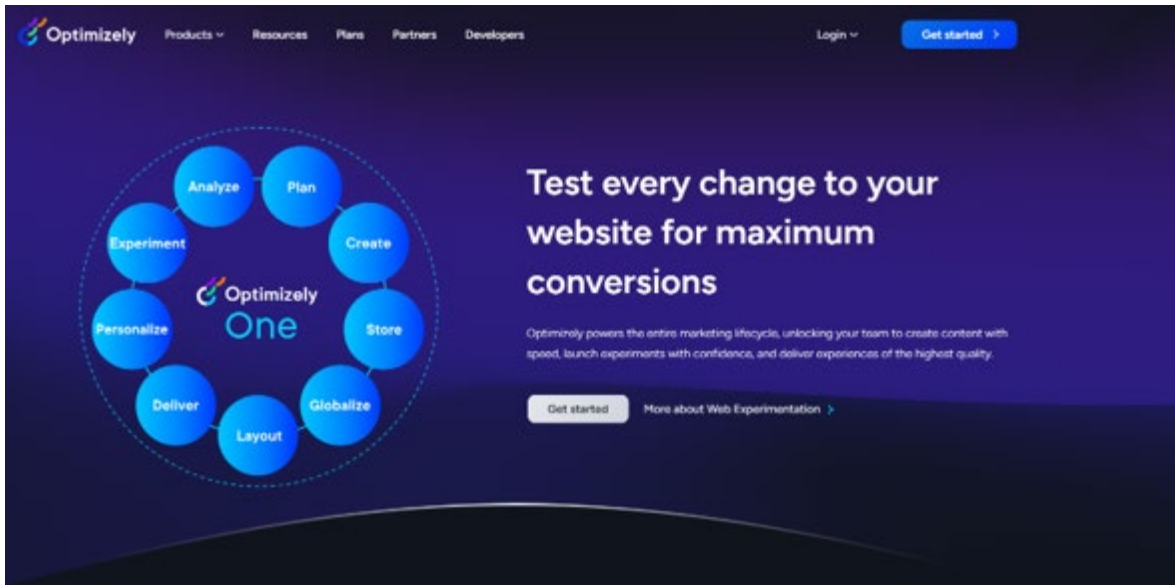 Optimizely Products Resources Plans Partners Developers Login Get started
Analyze Plan
Experiment Create
Optimizely
One
Personalize Store
Deliver Globalize
Layout
Test every change to your
website for maximum
conversions
Optimizely powers the entire marketing lifecycle, unlocking your team to create content with
speed, launch experiments with confidence, and deliver experiences of the highest quality.
Get started More about Web Experimentation